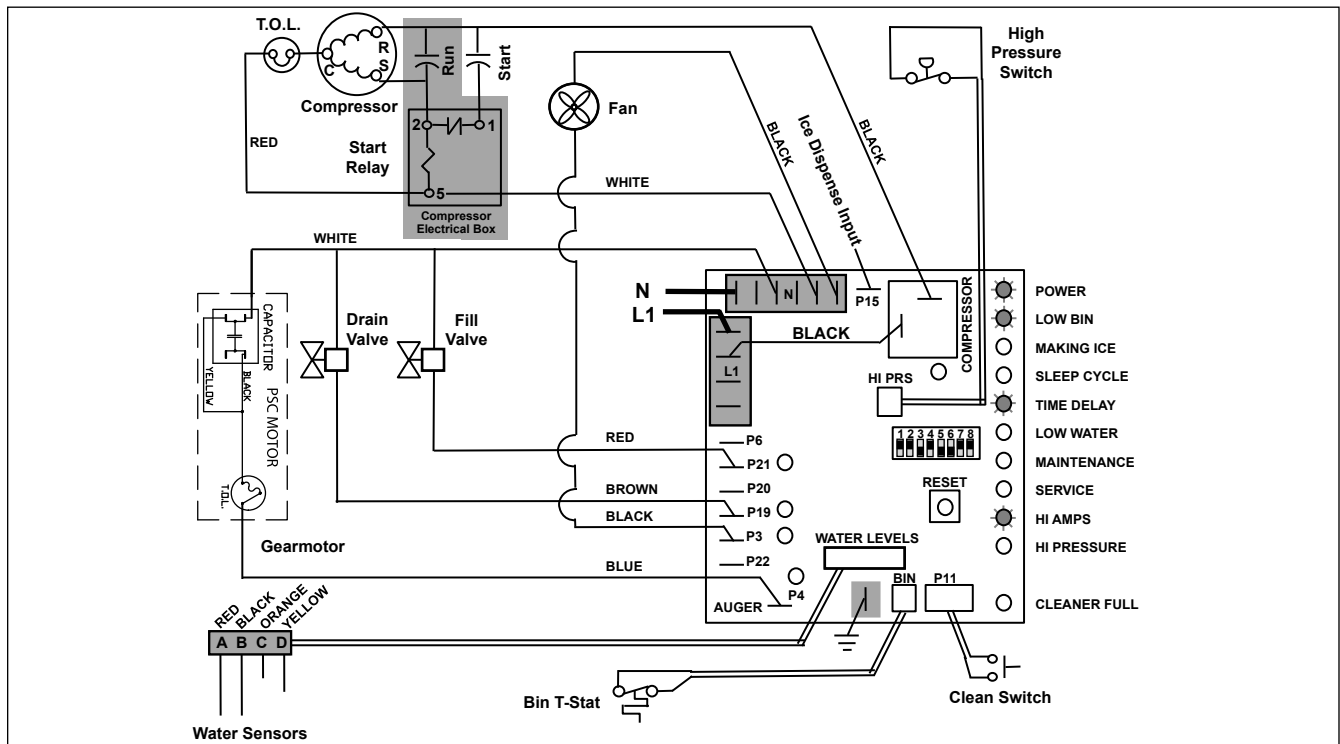 T.O.L.
R
S
C
Compressor
Run
Start
High
Pressure
Switch
Fan
2
1
5
Start
Relay
RED
Compressor
Electrical Box
WHITE
BLACK
Ice Dispense Input
BLACK
WHITE
N
L1
N
P15
L1
BLACK
COMPRESSOR
HI PRS
POWER
LOW BIN
MAKING ICE
SLEEP CYCLE
TIME DELAY
LOW WATER
MAINTENANCE
SERVICE
HI AMPS
HI PRESSURE
CLEANER FULL
CAPACITOR
YELLOW
BLACK
PSC MOTOR
T.O.L.
Gearmotor
Drain
Valve
Fill
Valve
RED
BROWN
BLACK
BLUE
P6
P21
P20
P19
P3
P22
P4
AUGER
1 2 3 4 5 6 7 8
RESET
WATER LEVELS
BIN
P11
RED
BLACK
ORANGE
YELLOW
A B C D
Water Sensors
Bin T-Stat
Clean Switch